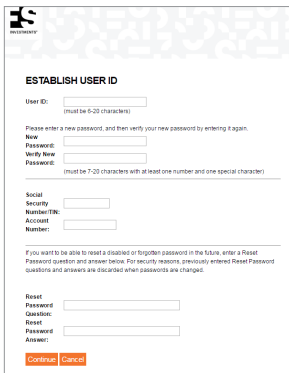 FS
INVESTMENTS
ESTABLISH USER ID
User ID:
(must be 6-20 characters)
Please enter a new password, and then verify your new password by entering it again.
New
Password:
Verify New
Password:
(must be 7-20 characters with at least one number and one special character)
Social
Security
Number/TIN:
Account
Number:
If you want to be able to reset a disabled or forgotten password in the future, enter a Reset
Password question and answer below. For security reasons, previously entered Reset Password
questions and answers are discarded when passwords are changed.
Reset
Password
Question:
Reset
Password
Answer:
Continue Cancel